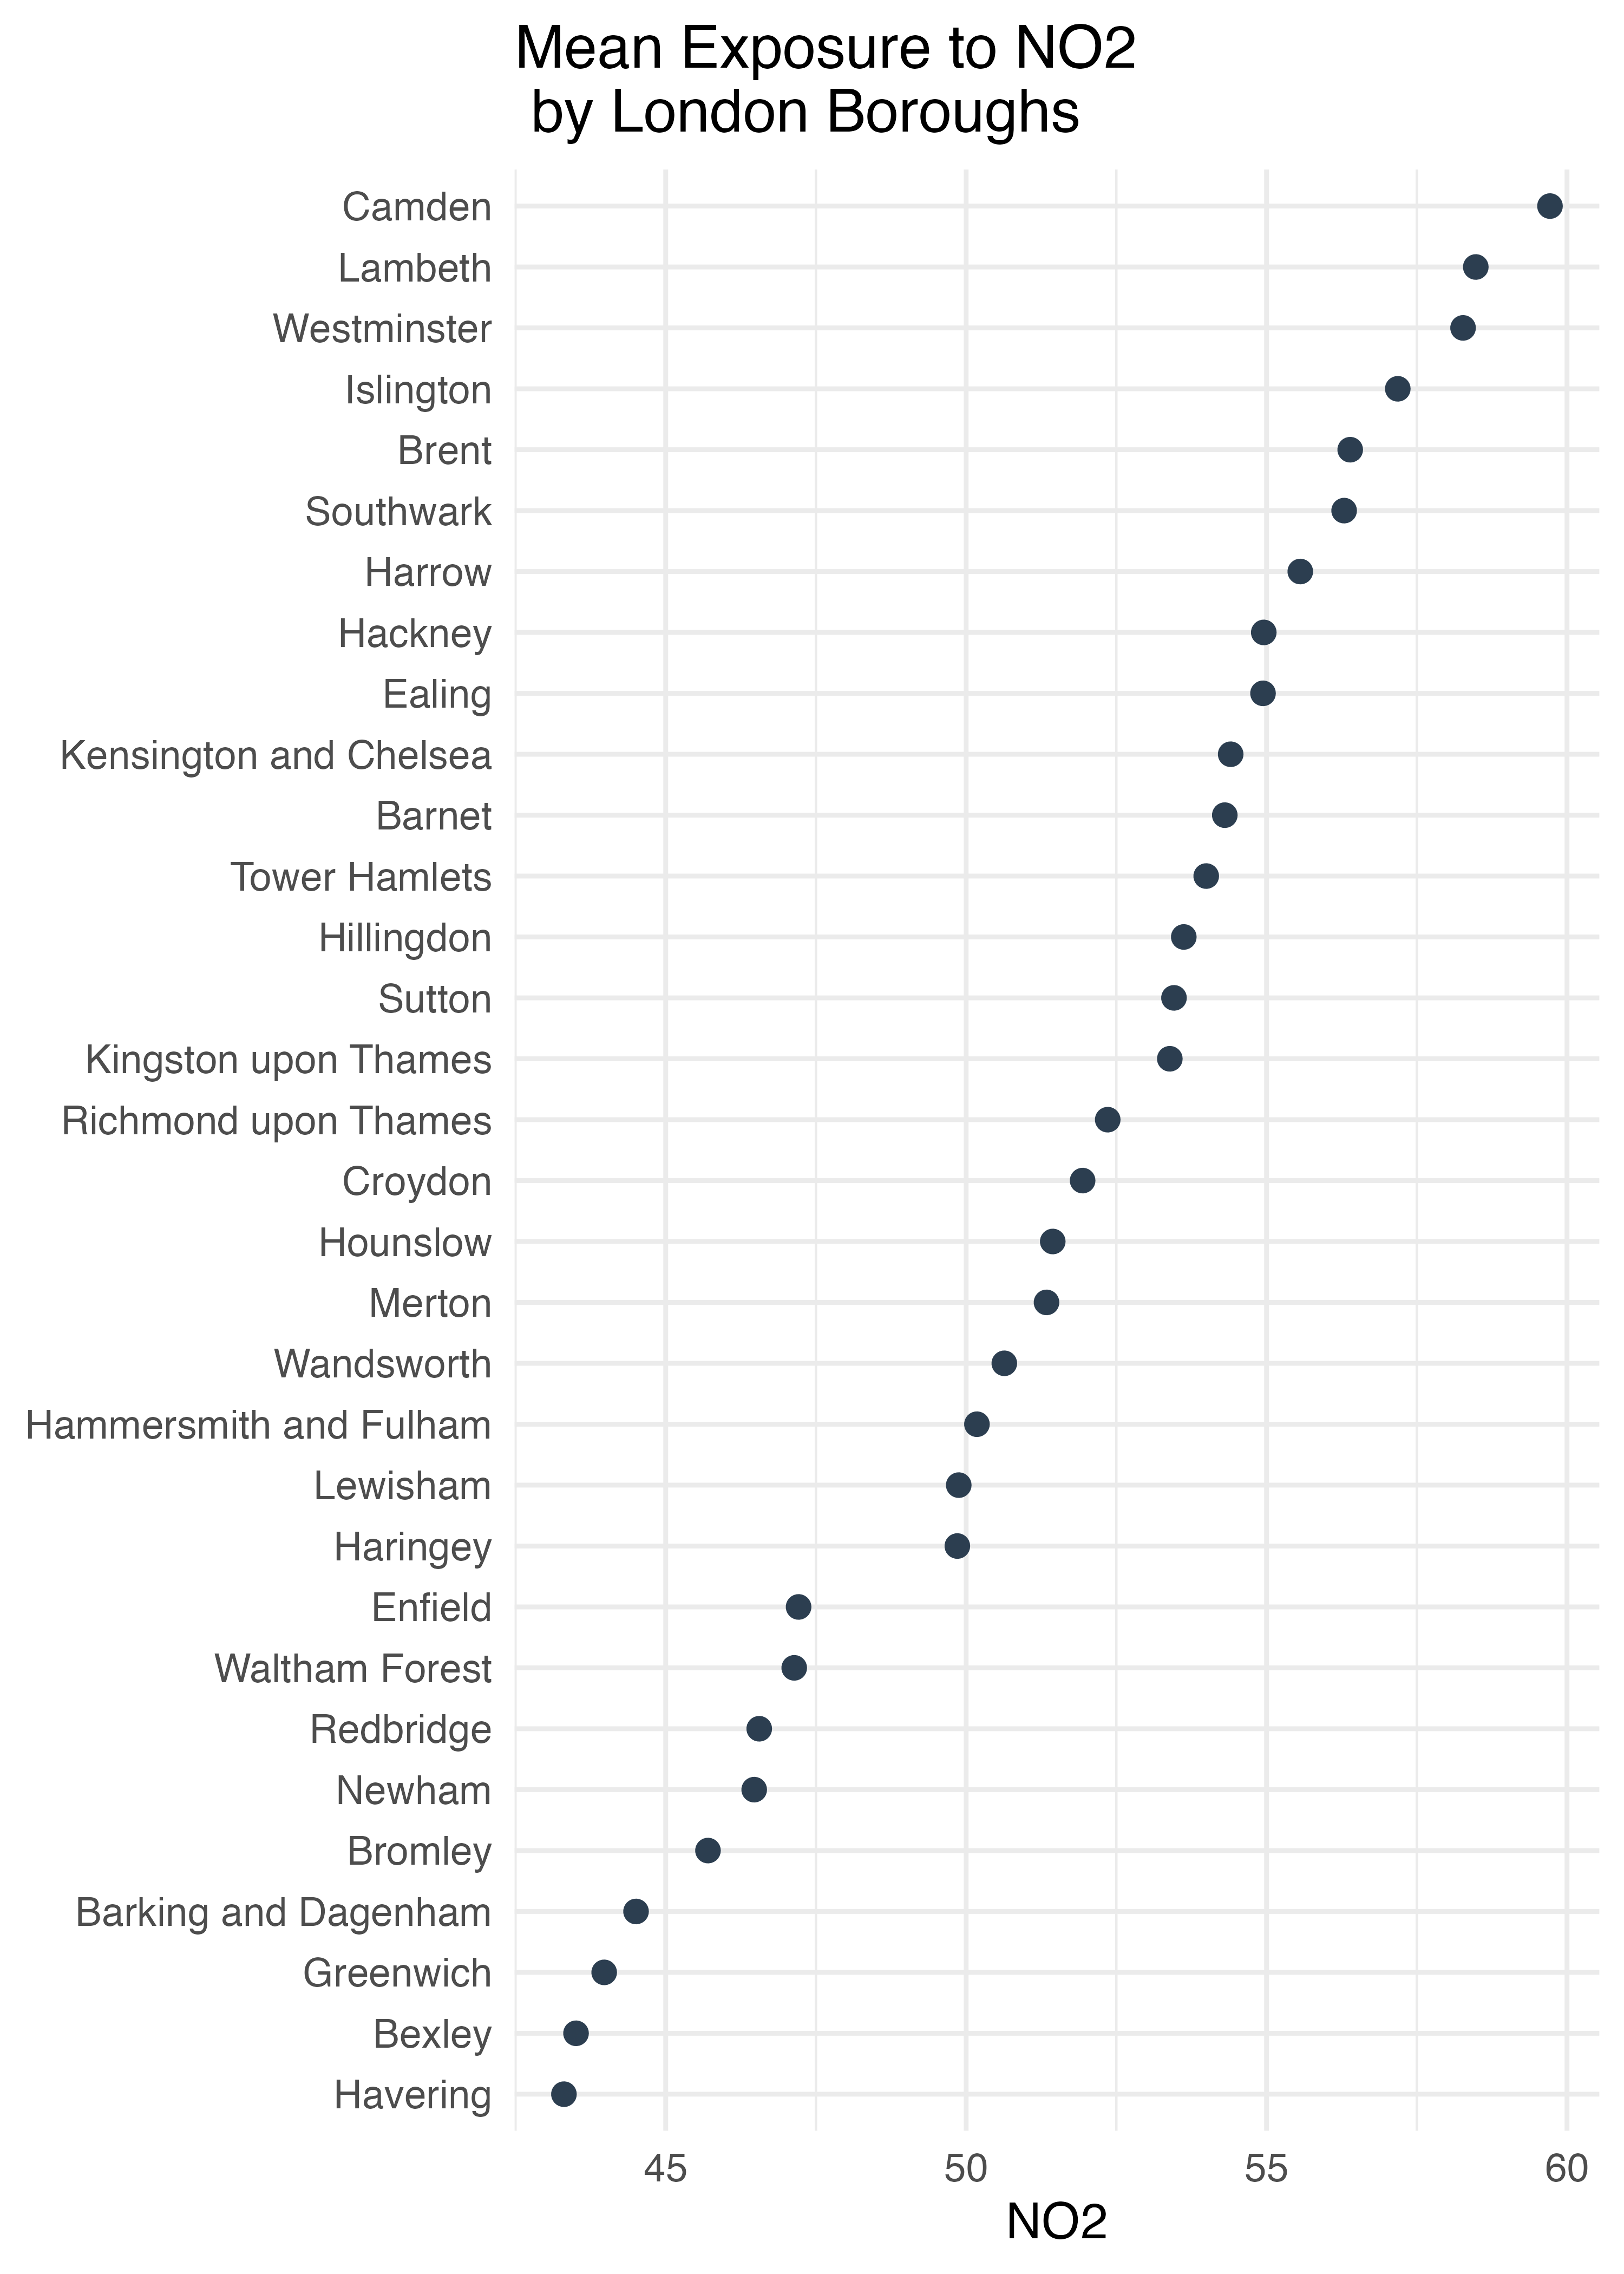 Mean Exposure to NO2
by London Boroughs
Camden
Lambeth
Westminster
Islington
Brent
Southwark
Harrow
Hackney
Ealing
Kensington and Chelsea
Barnet
Tower Hamlets
Hillingdon
Sutton
Kingston upon Thames
Richmond upon Thames
Croydon
Hounslow
Merton
Wandsworth
Hammersmith and Fulham
Lewisham
Haringey
Enfield
Waltham Forest
Redbridge
Newham
Bromley
Barking and Dagenham
Greenwich
Bexley
Havering
45 50 55 60
NO2